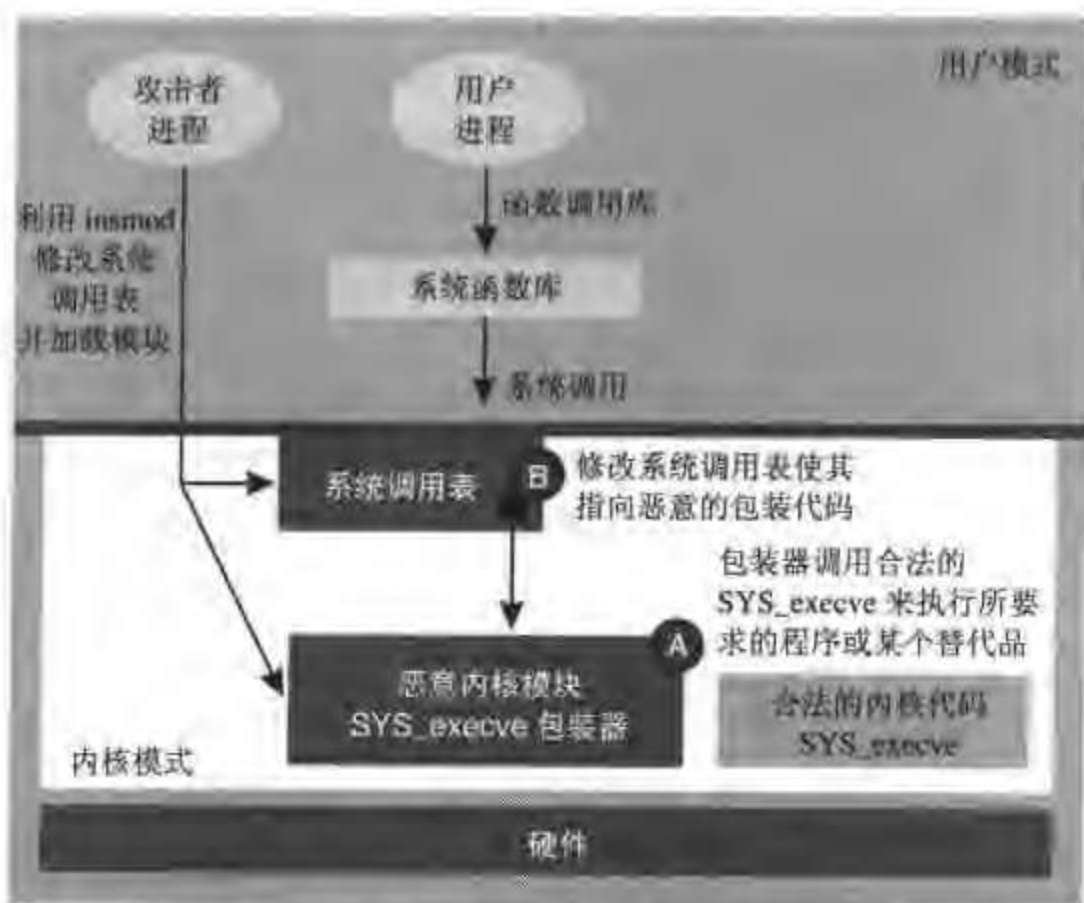 用户模式
攻击者
进程
用户
进程
利用 insmod
修改系统
调用表
并加载模块
函数调用库
系统函数库
系统调用
系统调用表
B
修改系统调用表使其
指向恶意的包装代码
包装器调用合法的
SYS_execve 来执行所要
求的程序或某个替代品
A
恶意内核模块
SYS_execve 包装器
合法的内核代码
SYS_execve
内核模式
硬件